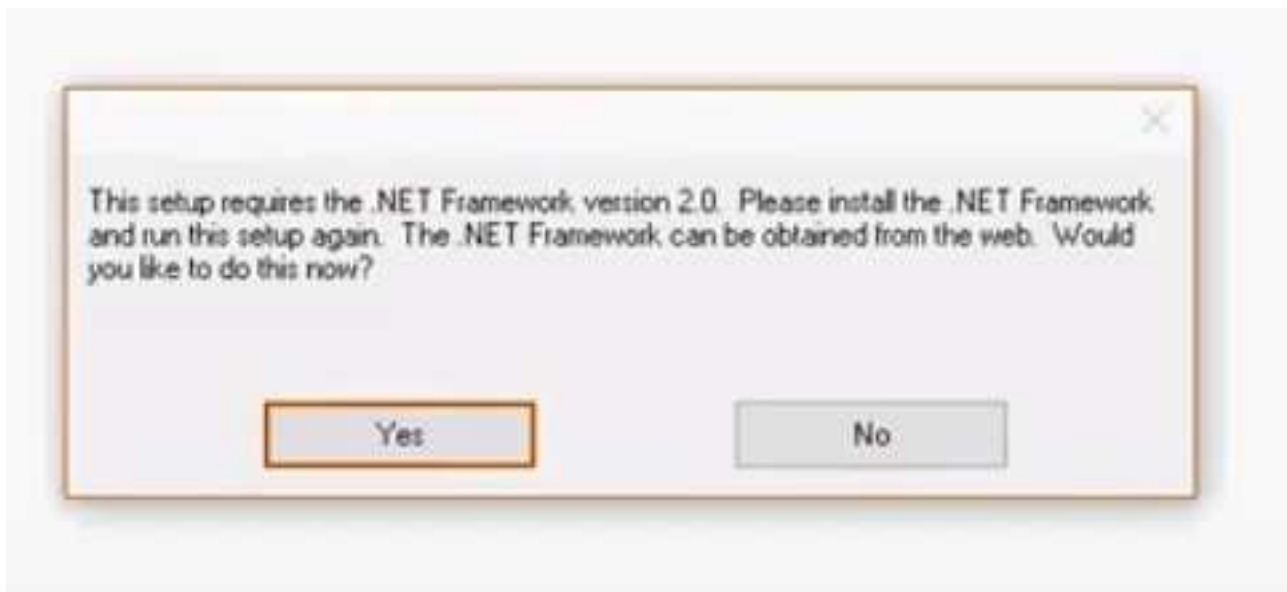 This setup requires the .NET Framework version 2.0.  Please install the .NET Framework
and run this setup again.  The .NET Framework can be obtained from the web.  Would
you like to do this now?
Yes
No